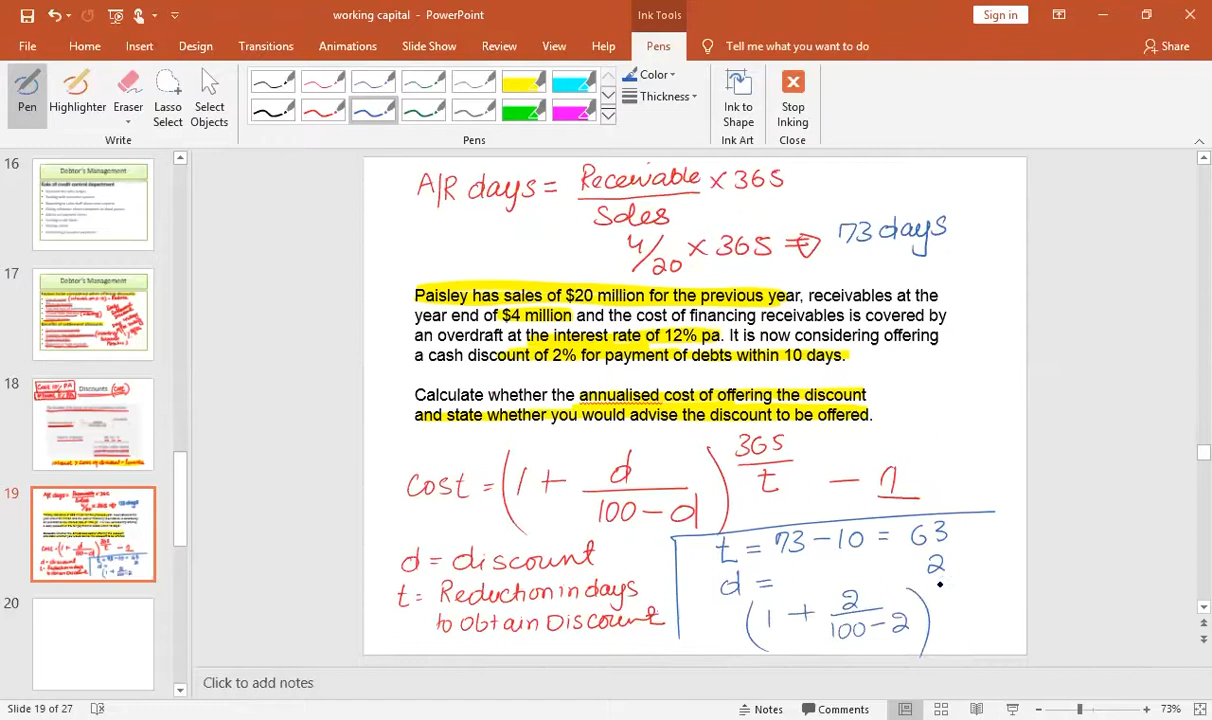 working capital - PowerPoint
Ink Tools
Sign in
File Home Insert Design Transitions Animations Slide Show Review View Help Pens Tell me what you want to do Share
Pen Highlighter Eraser Lasso Select Select Objects
Color
Thickness
Ink to Shape Stop Inking
Write Pens Ink Art Close
16
Debtor's Management
17
Debtor's Management
18
Discounts
19
20
A/R days = Receivable / Sales × 365
4/20 × 365 ⇒ 73 days
Paisley has sales of $20 million for the previous year, receivables at the
year end of $4 million and the cost of financing receivables is covered by
an overdraft at the interest rate of 12% pa. It is now considering offering
a cash discount of 2% for payment of debts within 10 days.
Calculate whether the annualised cost of offering the discount
and state whether you would advise the discount to be offered.
cost = (1 + d / 100 - d) 365 / t - 1
d = discount
t = Reduction in days
to obtain Discount
t = 73 - 10 = 63
d = 2
(1 + 2 / 100 - 2)
Click to add notes
Slide 19 of 27 Notes Comments 73%